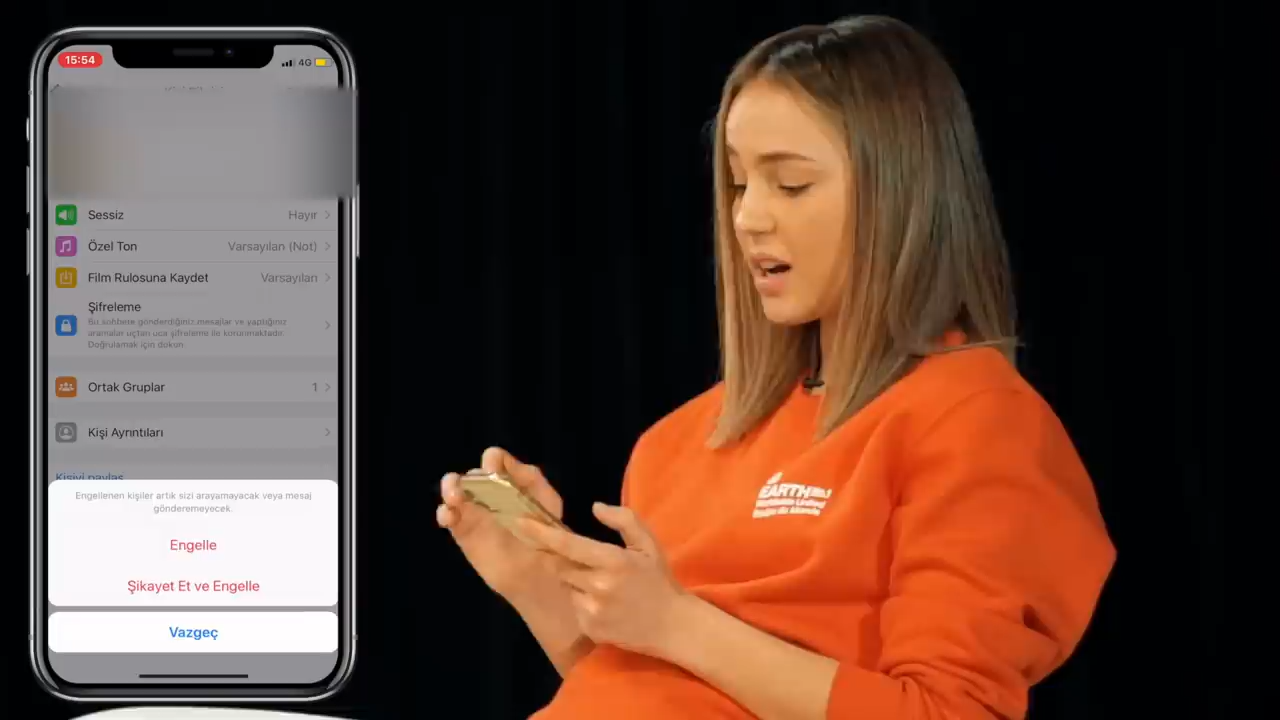 15:54
4G
Sessiz
Hayır
Özel Ton
Varsayılan (Not)
Film Rulosuna Kaydet
Varsayılan
Şifreleme
Bu sohbete gönderdiğiniz mesajlar ve yaptığınız
aramalar uçtan uca şifreleme ile korunmaktadır.
Doğrulamak için dokun.
Ortak Gruplar
1
Kişi Ayrıntıları
Kişiyi paylaş
Engellenen kişiler artık sizi arayamayacak veya mesaj
gönderemeyecek.
Engelle
Şikayet Et ve Engelle
Vazgeç
EARTH